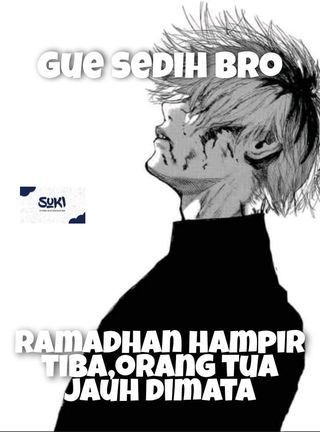 Gue sedih bro
SUKI
Ramadhan hampir
tiba,orang tua
jauh dimata